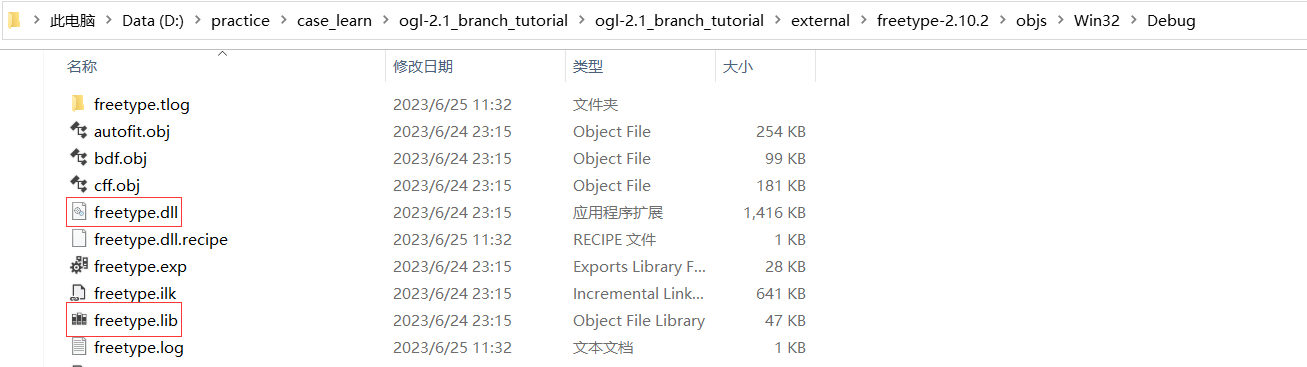 此电脑 > Data (D:) > practice > case_learn > ogl-2.1_branch_tutorial > ogl-2.1_branch_tutorial > external > freetype-2.10.2 > objs > Win32 > Debug
名称 修改日期 类型 大小
freetype.tlog 2023/6/25 11:32 文件夹
autofit.obj 2023/6/24 23:15 Object File 254 KB
bdf.obj 2023/6/24 23:15 Object File 99 KB
cff.obj 2023/6/24 23:15 Object File 181 KB
freetype.dll 2023/6/24 23:15 应用程序扩展 1,416 KB
freetype.dll.recipe 2023/6/25 11:32 RECIPE 文件 1 KB
freetype.exp 2023/6/24 23:15 Exports Library F... 28 KB
freetype.ilk 2023/6/24 23:15 Incremental Link... 641 KB
freetype.lib 2023/6/24 23:15 Object File Library 47 KB
freetype.log 2023/6/25 11:32 文本文档 1 KB